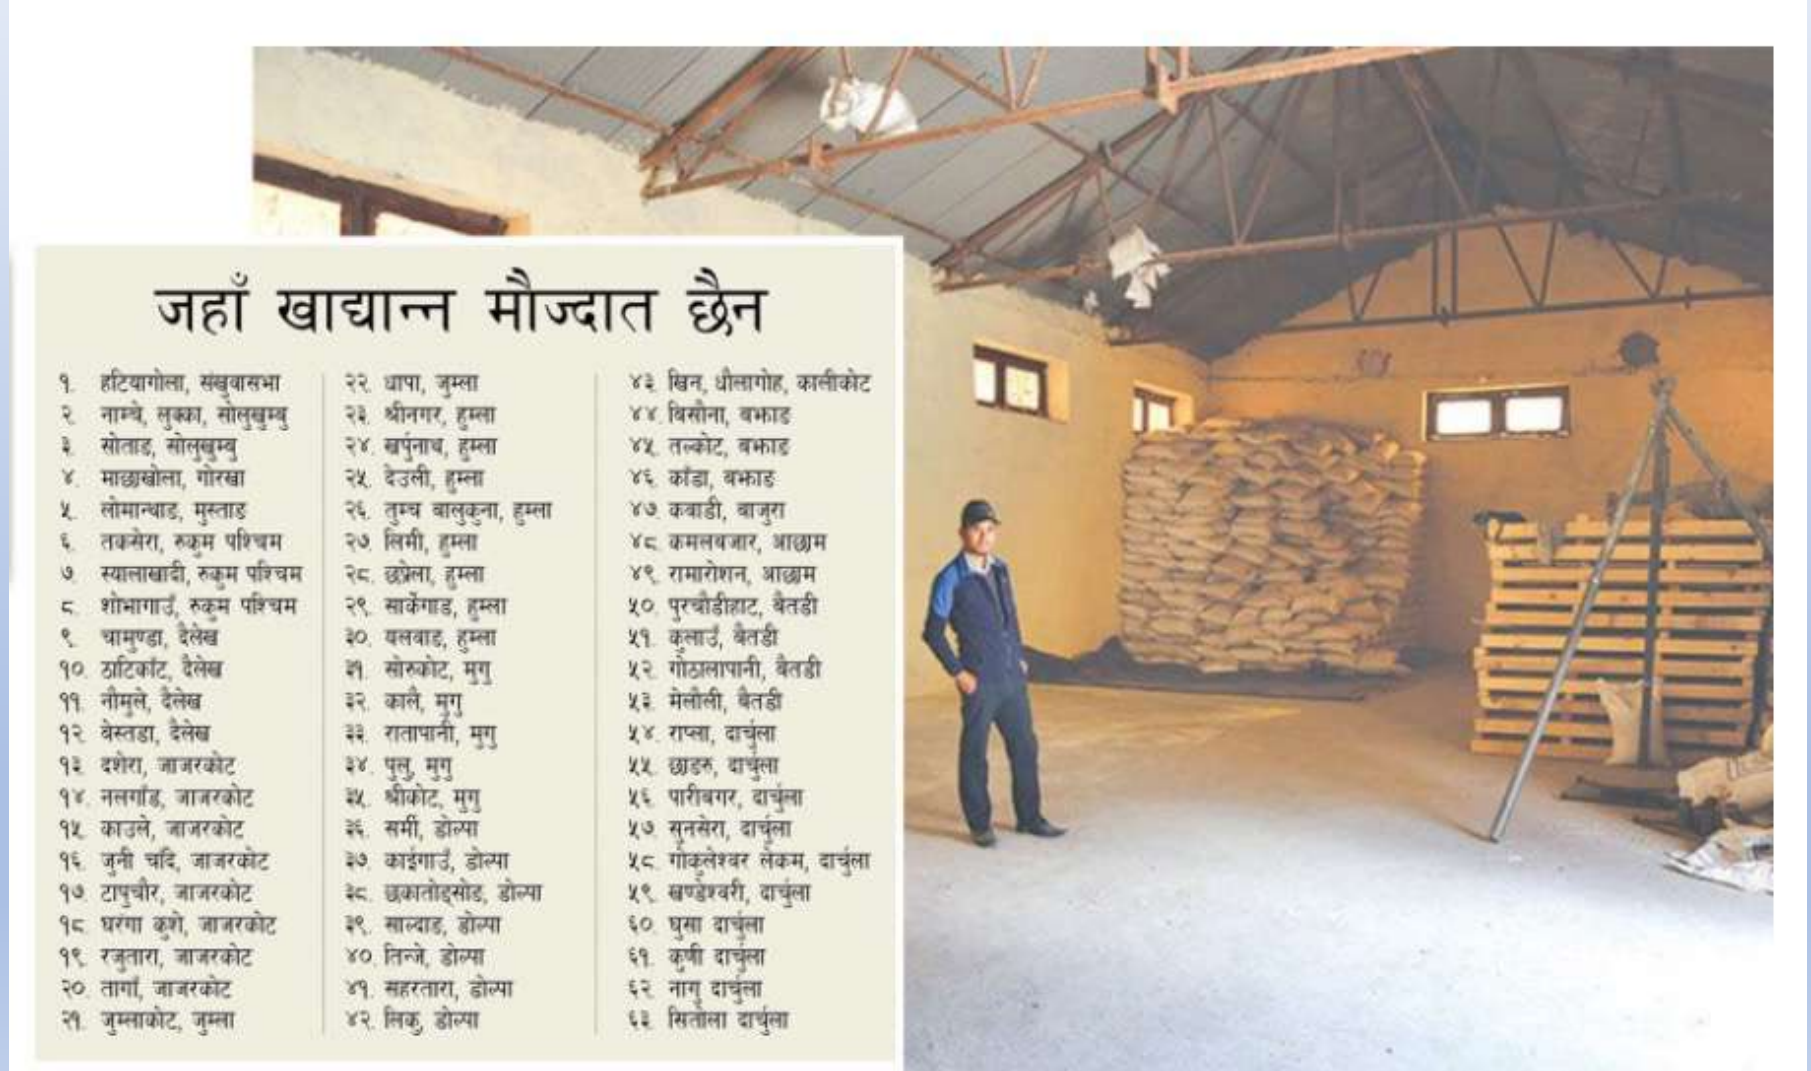 जहाँ खाद्यान्न मौज्दात छैन
१. हटियागोला, संखुवासभा
२. नाम्चे, लुक्ला, सोलुखुम्बु
३. सोताङ, सोलुखुम्बु
४. माछाखोला, गोरखा
५. लोमान्थाङ, मुस्ताङ
६. तकसेरा, रुकुम पश्चिम
७. स्यालाखादी, रुकुम पश्चिम
८. शोभागाउँ, रुकुम पश्चिम
९. चामुण्डा, दैलेख
१०. ठाटिकाँट, दैलेख
११. नौमुले, दैलेख
१२. बेस्तडा, दैलेख
१३. दशेरा, जाजरकोट
१४. नलगाँड, जाजरकोट
१५. काउले, जाजरकोट
१६. जुनी चाँदे, जाजरकोट
१७. टापुचौर, जाजरकोट
१८. घरंगा कुशे, जाजरकोट
१९. रजुतारा, जाजरकोट
२०. तागाँ, जाजरकोट
२१. जुम्लाकोट, जुम्ला
२२. धापा, जुम्ला
२३. श्रीनगर, हुम्ला
२४. खर्पुनाथ, हुम्ला
२५. देउली, हुम्ला
२६. तुम्च बालुकुना, हुम्ला
२७. लिमी, हुम्ला
२८. छप्रेला, हुम्ला
२९. सार्केगाड, हुम्ला
३०. यलवाङ, हुम्ला
३१. सोरुकोट, मुगु
३२. कालै, मुगु
३३. रातापानी, मुगु
३४. पुलु, मुगु
३५. श्रीकोट, मुगु
३६. सर्मी, डोल्पा
३७. काईगाउँ, डोल्पा
३८. छकातोङसोङ, डोल्पा
३९. साल्दाङ, डोल्पा
४०. तिन्जे, डोल्पा
४१. सहरतारा, डोल्पा
४२. लिकु, डोल्पा
४३. खिन, धौलागोह, कालीकोट
४४. बिसौना, बझाङ
४५. तल्कोट, बझाङ
४६. काँडा, बझाङ
४७. कवाडी, बाजुरा
४८. कमलबजार, आछाम
४९. रामारोशन, आछाम
५०. पुरचौडीहाट, बैतडी
५१. कुलाउँ, बैतडी
५२. गोठालापानी, बैतडी
५३. मेलौली, बैतडी
५४. राप्ला, दार्चुला
५५. छाङरु, दार्चुला
५६. पारीबगर, दार्चुला
५७. सुनसेरा, दार्चुला
५८. गोकुलेश्वर लेकम, दार्चुला
५९. खण्डेश्वरी, दार्चुला
६०. घुसा दार्चुला
६१. कुणी दार्चुला
६२. नागु दार्चुला
६३. सितोला दार्चुला